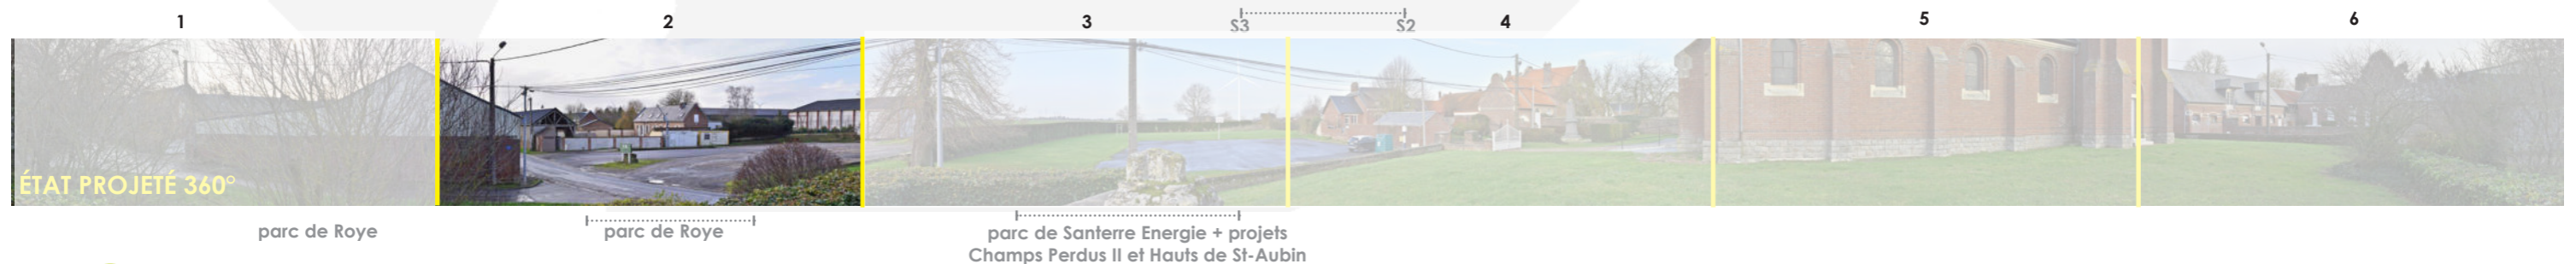 1 2 3 4 5 6
S3 S2
ÉTAT PROJETÉ 360°
parc de Roye parc de Roye parc de Santerre Energie + projets
Champs Perdus II et Hauts de St-Aubin